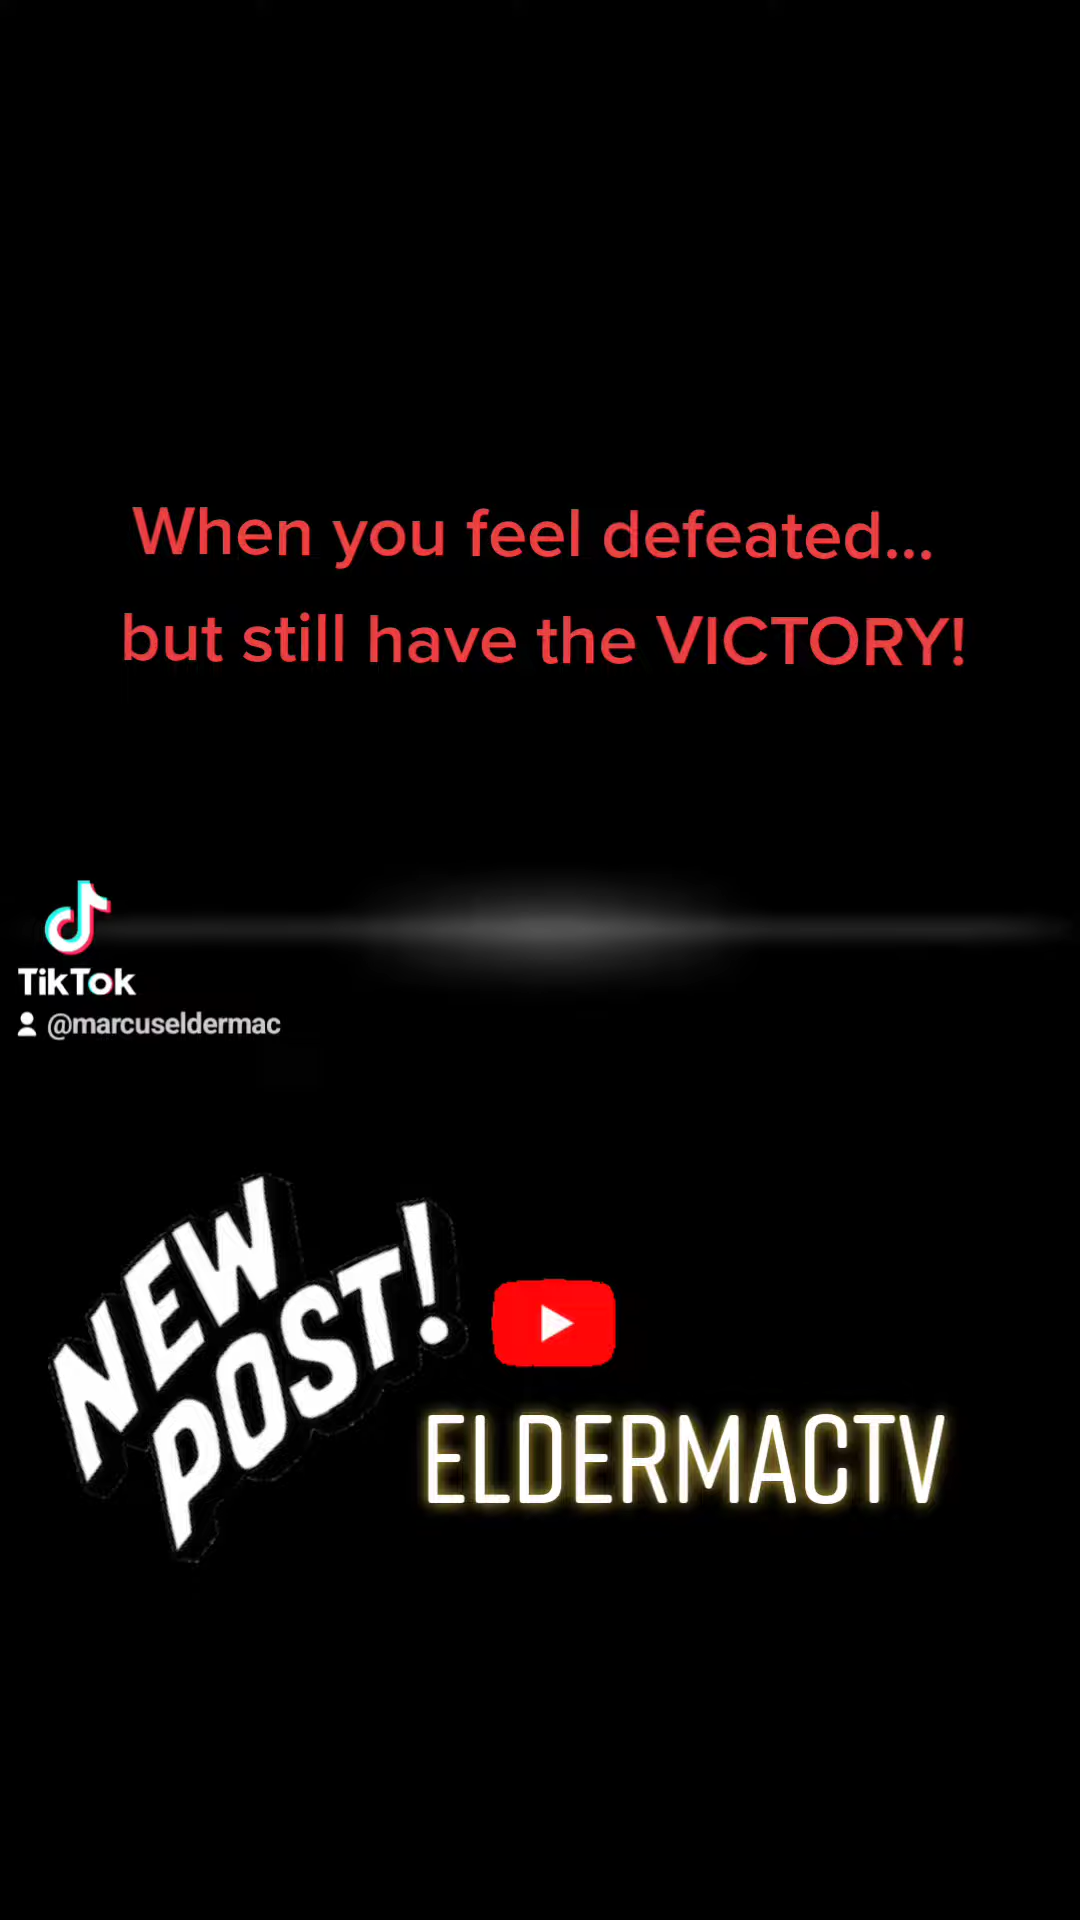 When you feel defeated...
but still have the VICTORY!
TikTok
@marcuseldermac
NEW
POST!
ELDERMACTV